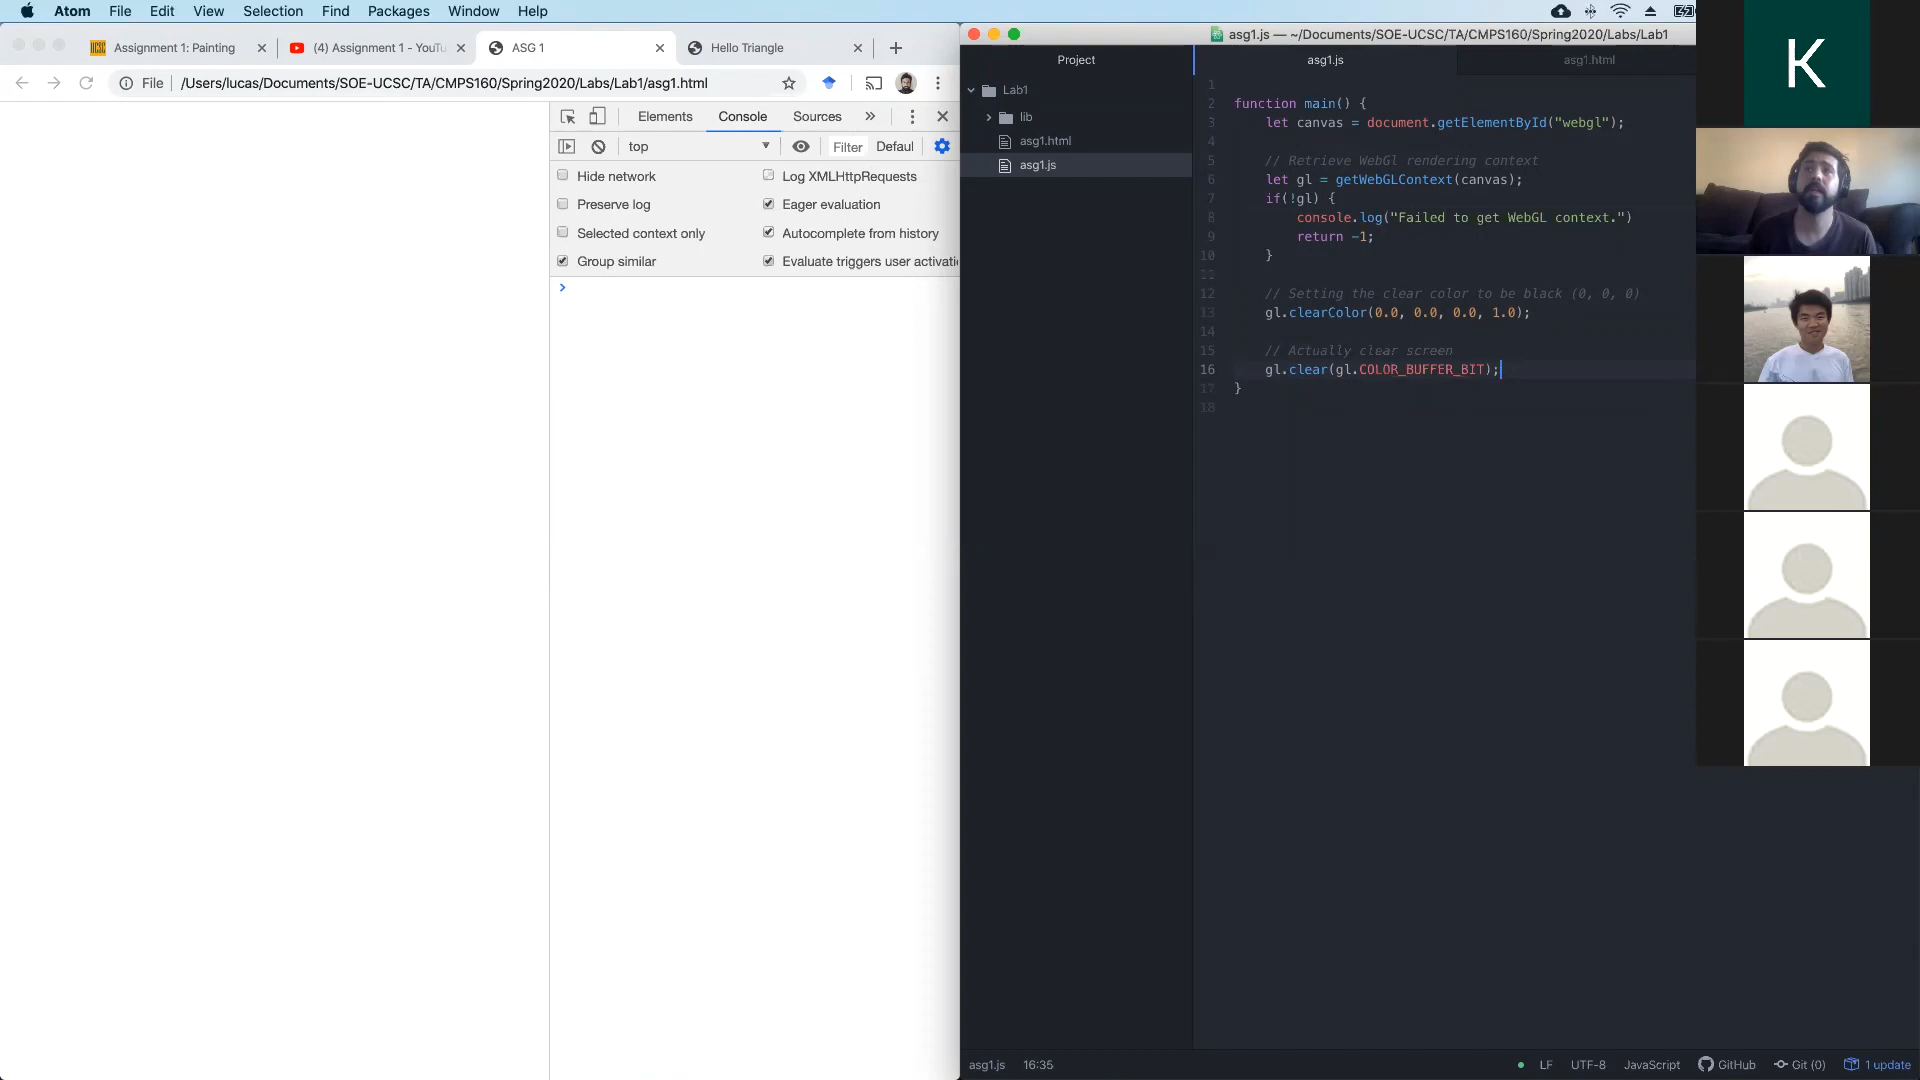 Atom File Edit View Selection Find Packages Window Help
Assignment 1: Painting
(4) Assignment 1 - YouTu
ASG 1
Hello Triangle
File /Users/lucas/Documents/SOE-UCSC/TA/CMPS160/Spring2020/Labs/Lab1/asg1.html
Elements Console Sources
top Filter Defaul
Hide network Log XMLHttpRequests
Preserve log Eager evaluation
Selected context only Autocomplete from history
Group similar Evaluate triggers user activati
asg1.js — ~/Documents/SOE-UCSC/TA/CMPS160/Spring2020/Labs/Lab1
Project asg1.js asg1.html
Lab1
lib
asg1.html
asg1.js
1
2 function main() {
3 let canvas = document.getElementById("webgl");
4
5 // Retrieve WebGl rendering context
6 let gl = getWebGLContext(canvas);
7 if(!gl) {
8 console.log("Failed to get WebGL context.")
9 return -1;
10 }
11
12 // Setting the clear color to be black (0, 0, 0)
13 gl.clearColor(0.0, 0.0, 0.0, 1.0);
14
15 // Actually clear screen
16 gl.clear(gl.COLOR_BUFFER_BIT);
17 }
18
asg1.js 16:35 LF UTF-8 JavaScript GitHub Git (0) 1 update
K